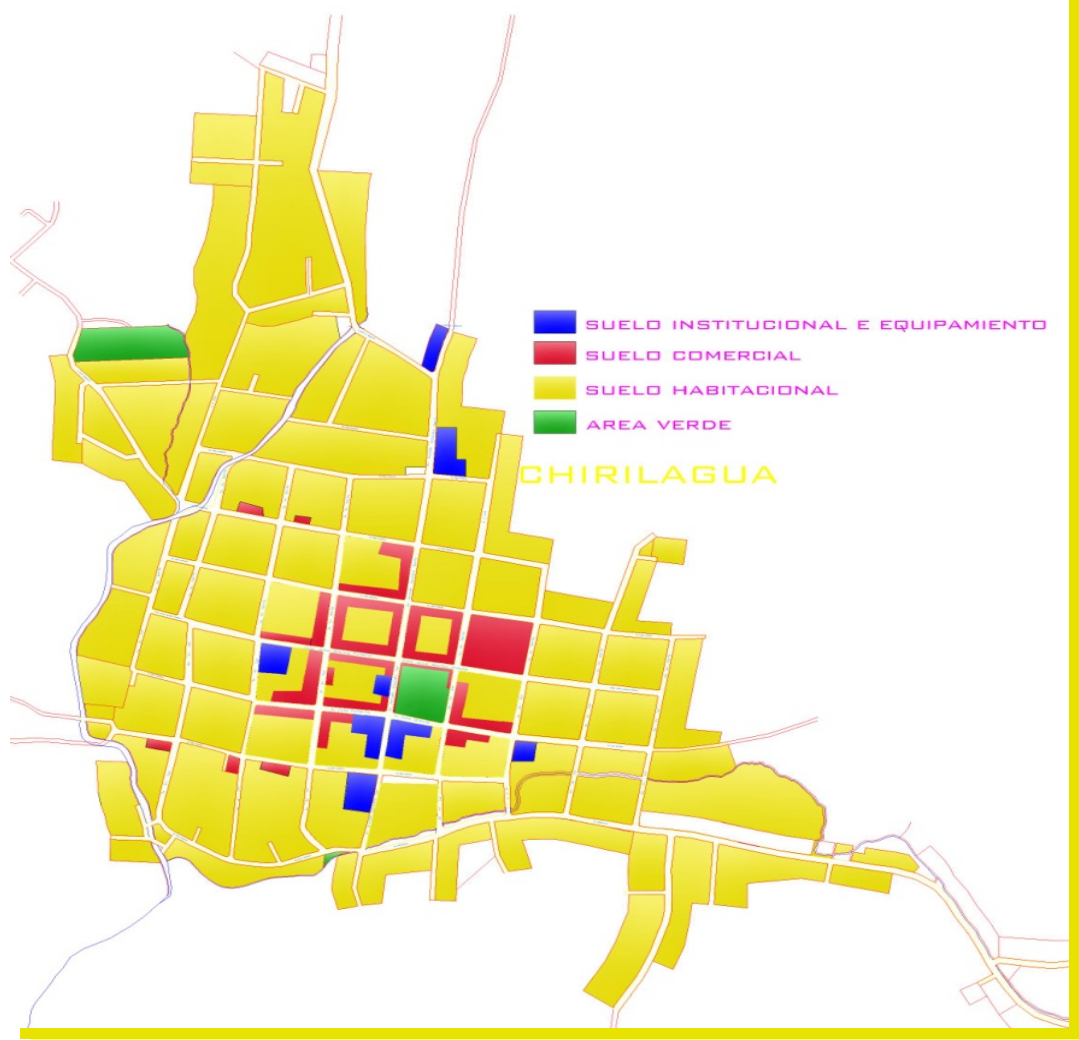 SUELO INSTITUCIONAL E EQUIPAMIENTO
SUELO COMERCIAL
SUELO HABITACIONAL
AREA VERDE
CHIRILAGUA